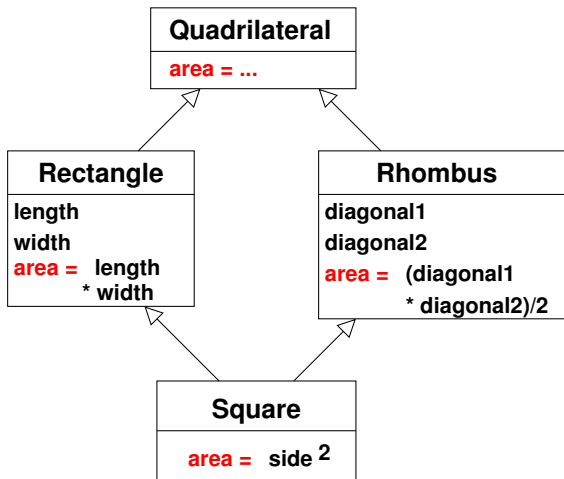 Quadrilateral
area = ...
Rectangle
length
width
area = length
* width
Rhombus
diagonal1
diagonal2
area = (diagonal1
* diagonal2)/2
Square
area = side 2